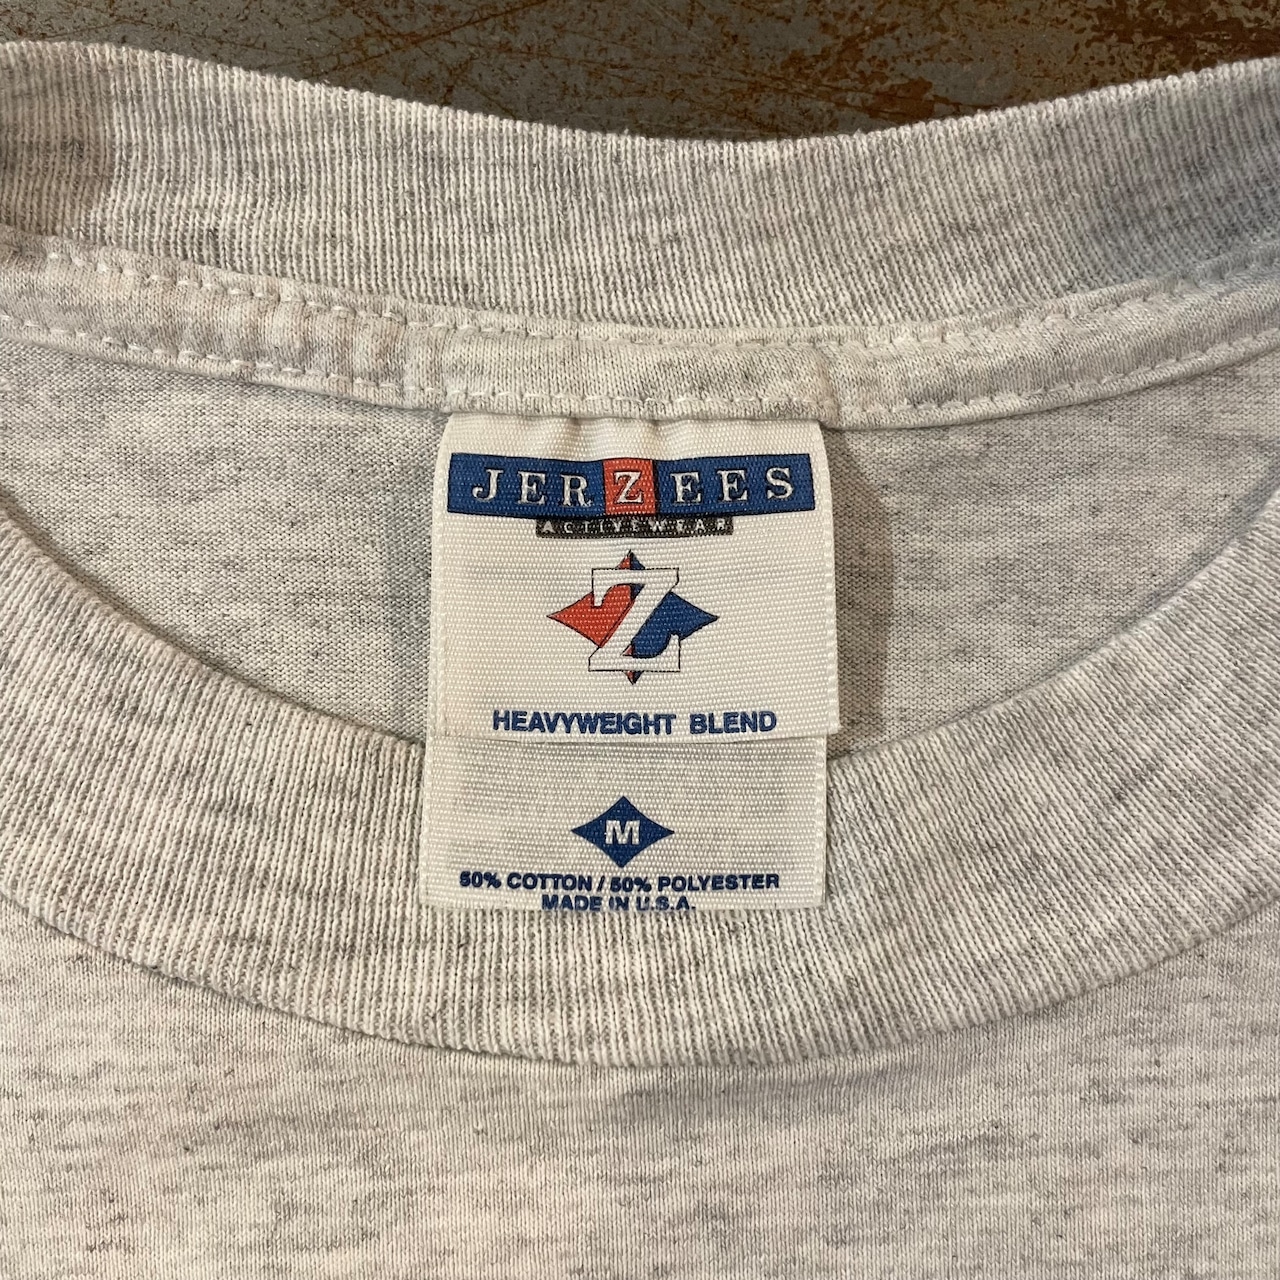 JERZEES
ACTIVEWEAR
Z
HEAVYWEIGHT BLEND
M
50% COTTON / 50% POLYESTER
MADE IN U.S.A.